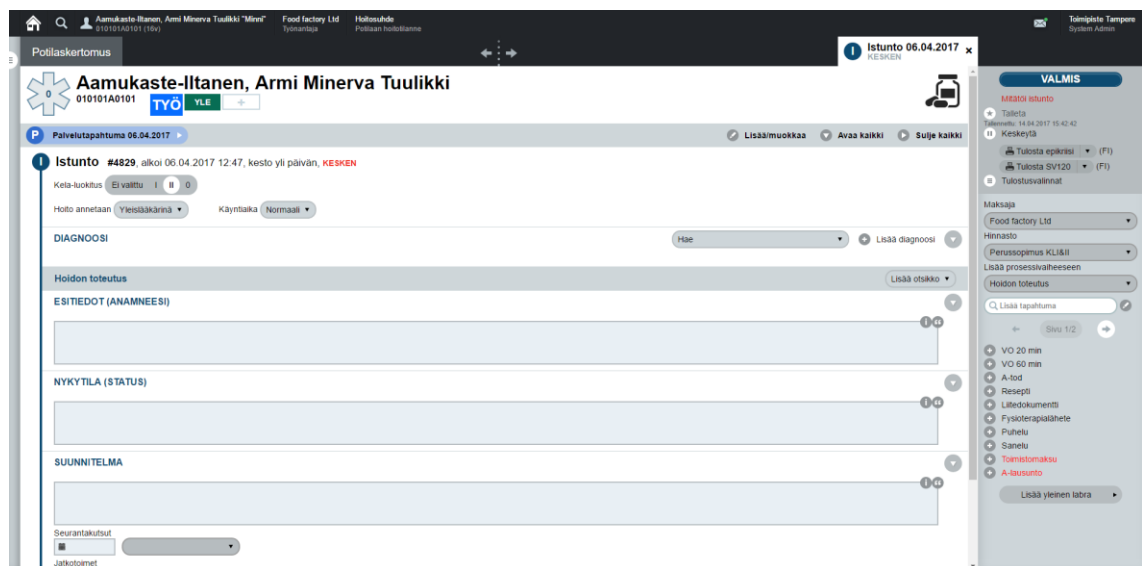 Aamukaste-Iltanen, Armi Minerva Tuulikki "Minni"
010101A0101 (16v)
Food factory Ltd
Työnantaja
Hoitosuhde
Potilaan hoitotilanne
Toimipiste Tampere
System Admin
Potilaskertomus
I
Istunto 06.04.2017
KESKEN
0
Aamukaste-Iltanen, Armi Minerva Tuulikki
010101A0101
TYÖ
YLE
+
P
Palvelutapahtuma 06.04.2017
Lisää/muokkaa
Avaa kaikki
Sulje kaikki
I
Istunto #4829, alkoi 06.04.2017 12:47, kesto yli päivän, KESKEN
Kela-luokitus Ei valittu I II 0
Hoito annetaan Yleislääkärinä
Käyntiaika Normaali
DIAGNOOSI
Hae
Lisää diagnoosi
Hoidon toteutus
Lisää otsikko
ESITIEDOT (ANAMNEESI)
NYKYTILA (STATUS)
SUUNNITELMA
Seurantakutsut
Jatkotoimet
VALMIS
Mitätöi istunto
Talleta
Tallennettu: 14.04.2017 15:42:42
Keskeytä
Tulosta epikriisi (FI)
Tulosta SV120 (FI)
Tulostusvalinnat
Maksaja
Food factory Ltd
Hinnasto
Perussopimus KLI&II
Lisää prosessivaiheeseen
Hoidon toteutus
Lisää tapahtuma
Sivu 1/2
VO 20 min
VO 60 min
A-tod
Resepti
Liitedokumentti
Fysioterapialähete
Puhelu
Sanelu
Toimistomaksu
A-lausunto
Lisää yleinen labra